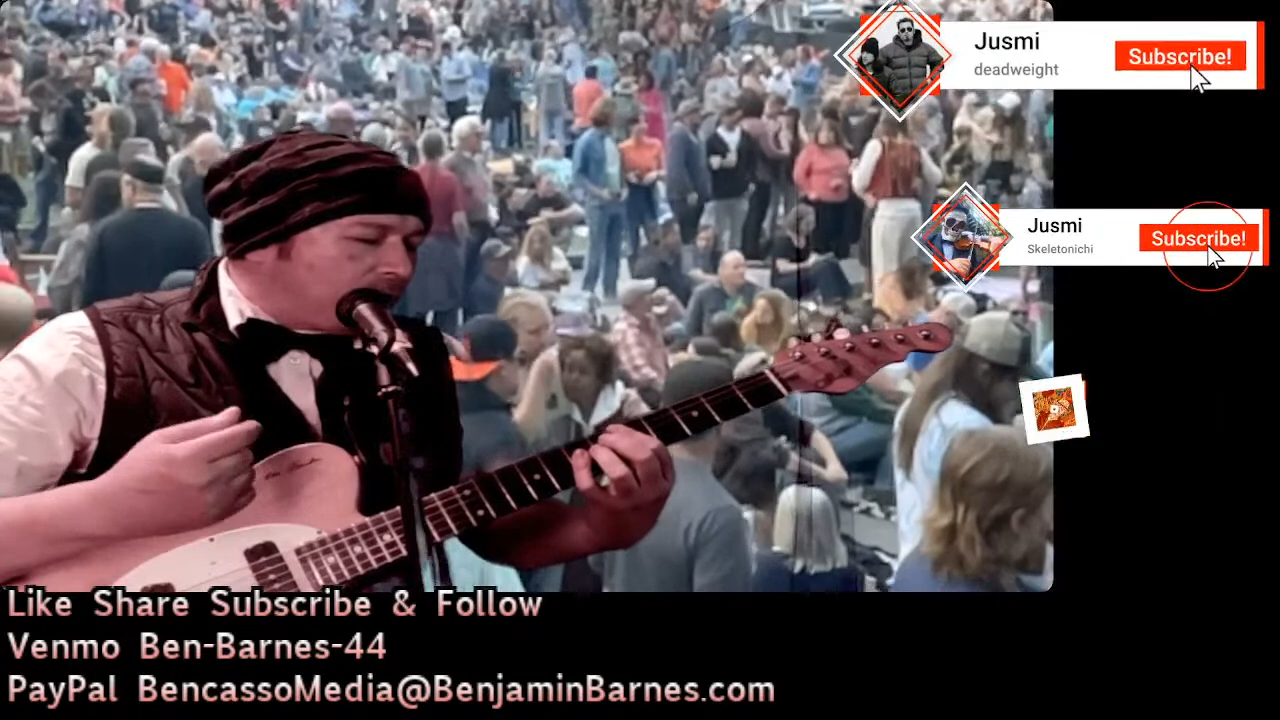 Jusmi
deadweight
Subscribe!
Jusmi
Skeletonichi
Subscribe!
Like Share Subscribe & Follow
Venmo Ben-Barnes-44
PayPal BencassoMedia@BenjaminBarnes.com